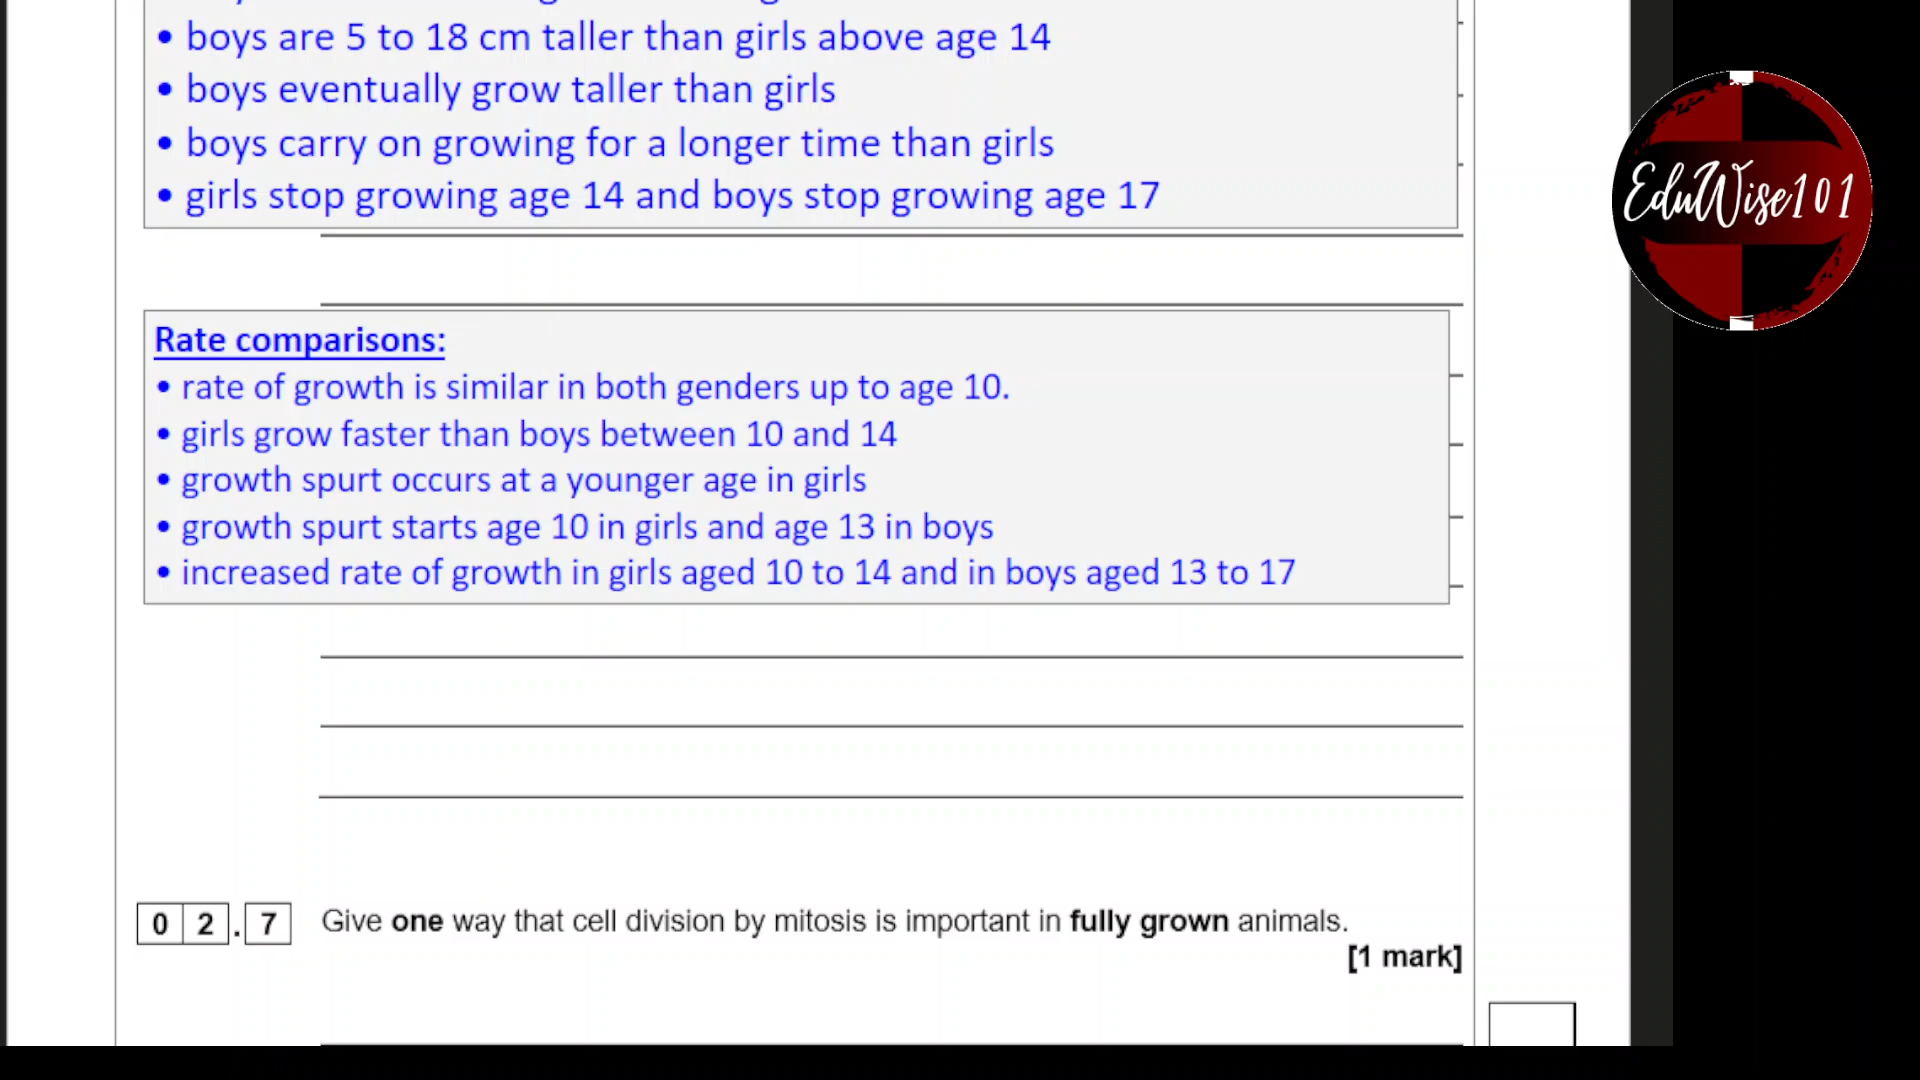 • boys are 5 to 18 cm taller than girls above age 14
• boys eventually grow taller than girls
• boys carry on growing for a longer time than girls
• girls stop growing age 14 and boys stop growing age 17
EduWise101
Rate comparisons:
• rate of growth is similar in both genders up to age 10.
• girls grow faster than boys between 10 and 14
• growth spurt occurs at a younger age in girls
• growth spurt starts age 10 in girls and age 13 in boys
• increased rate of growth in girls aged 10 to 14 and in boys aged 13 to 17
0 2 . 7 Give one way that cell division by mitosis is important in fully grown animals.
[1 mark]